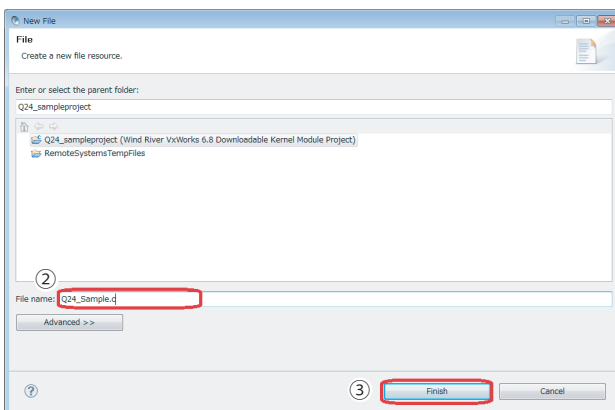 New File
File
Create a new file resource.
Enter or select the parent folder:
Q24_sampleproject
Q24_sampleproject (Wind River VxWorks 6.8 Downloadable Kernel Module Project)
RemoteSystemsTempFiles
②
File name: Q24_Sample.c
Advanced >>
? ③ Finish Cancel